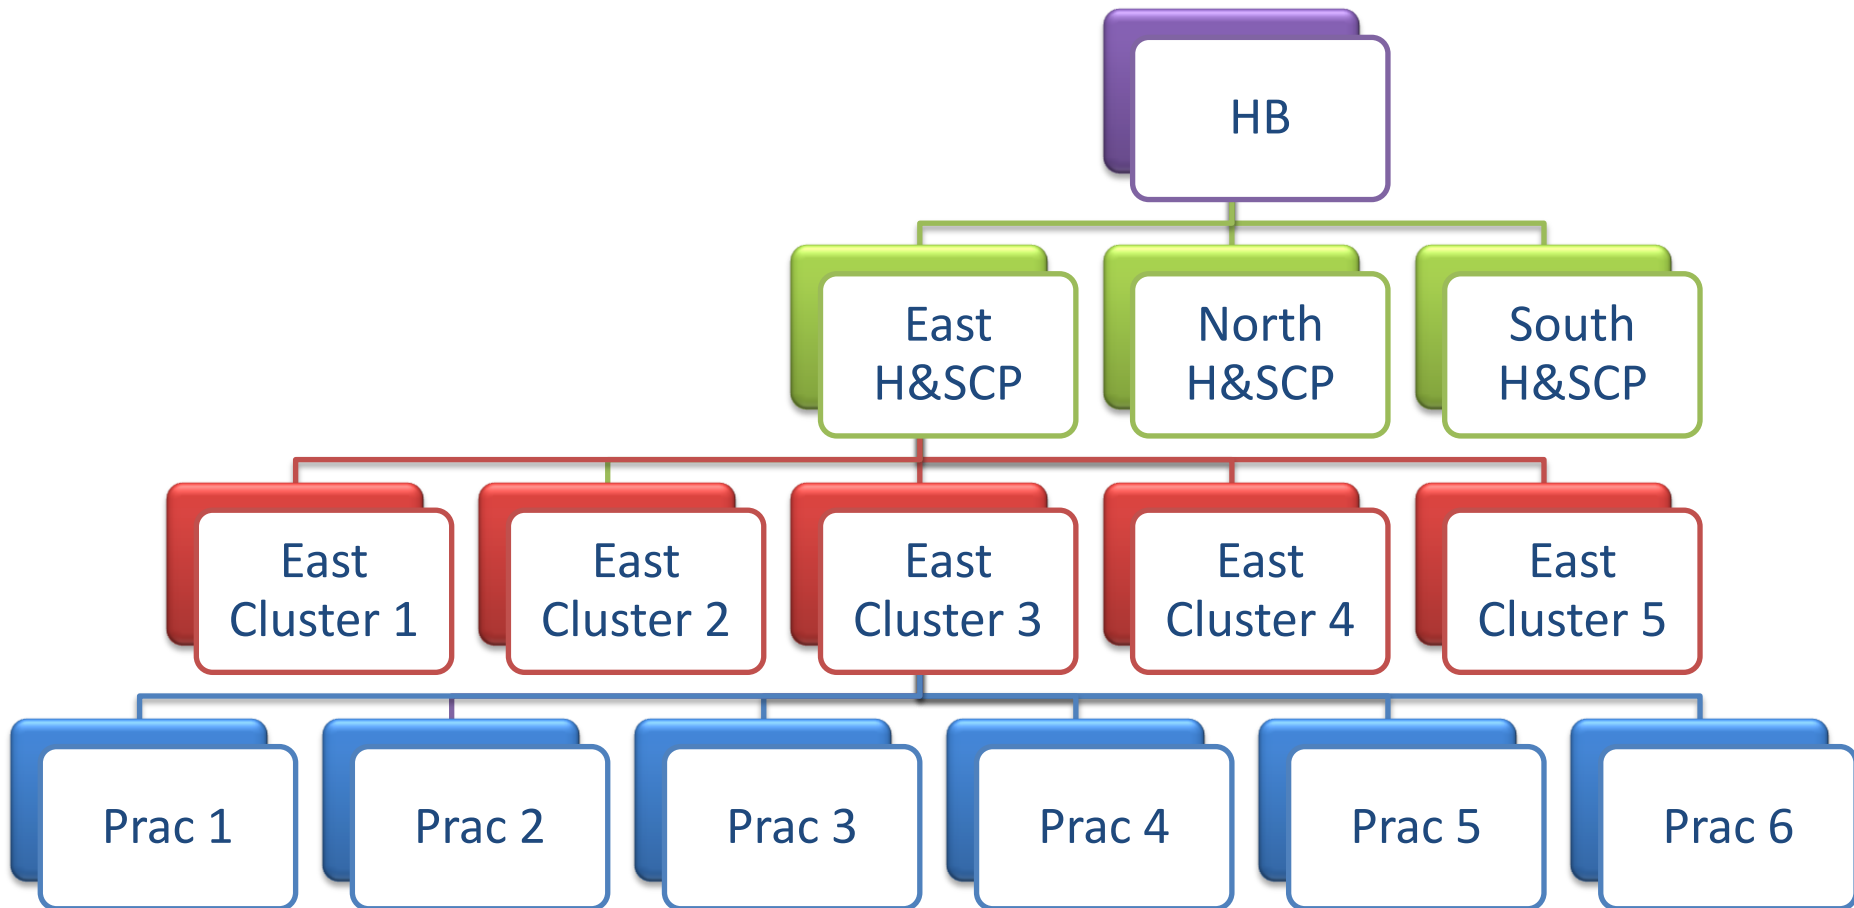 HB
East
H&SCP
North
H&SCP
South
H&SCP
East
Cluster 1
East
Cluster 2
East
Cluster 3
East
Cluster 4
East
Cluster 5
Prac 1
Prac 2
Prac 3
Prac 4
Prac 5
Prac 6